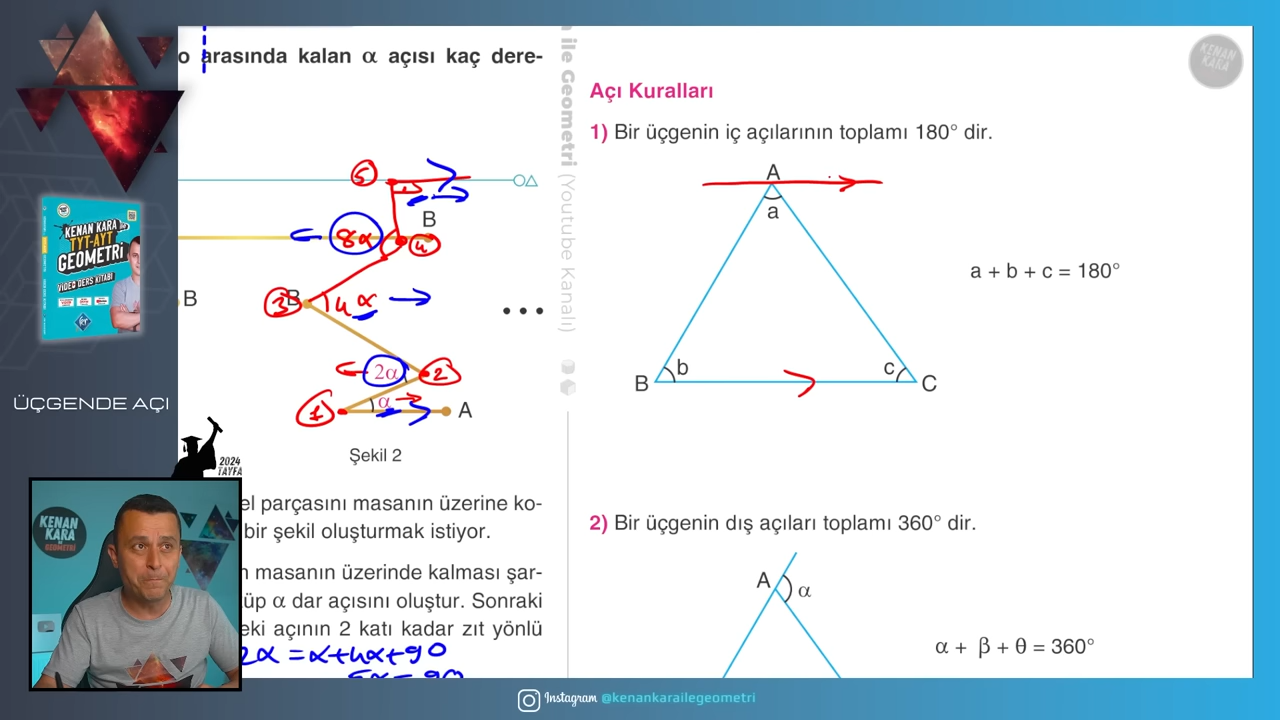 o arasında kalan α açısı kaç dere-
5
B
8α
4
B
3
B
4α
2α
2
1
α
A
Şekil 2
el parçasını masanın üzerine ko-
bir şekil oluşturmak istiyor.
n masanın üzerinde kalması şar-
üp α dar açısını oluştur. Sonraki
eki açının 2 katı kadar zıt yönlü
2α = α+4α+90
ile Geometri (Youtube Kanalı)
Açı Kuralları
1) Bir üçgenin iç açılarının toplamı 180° dir.
A
a
a + b + c = 180°
B
b
c
C
2) Bir üçgenin dış açıları toplamı 360° dir.
A
α
α + β + θ = 360°
KENAN KARA
KENAN KARA
TYT-AYT
GEOMETRİ
VİDEO DERS KİTABI
ÜÇGENDE AÇI
2024
TAYFA
KENAN
KARA
GEOMETRİ
Instagram @kenankarailegeometri